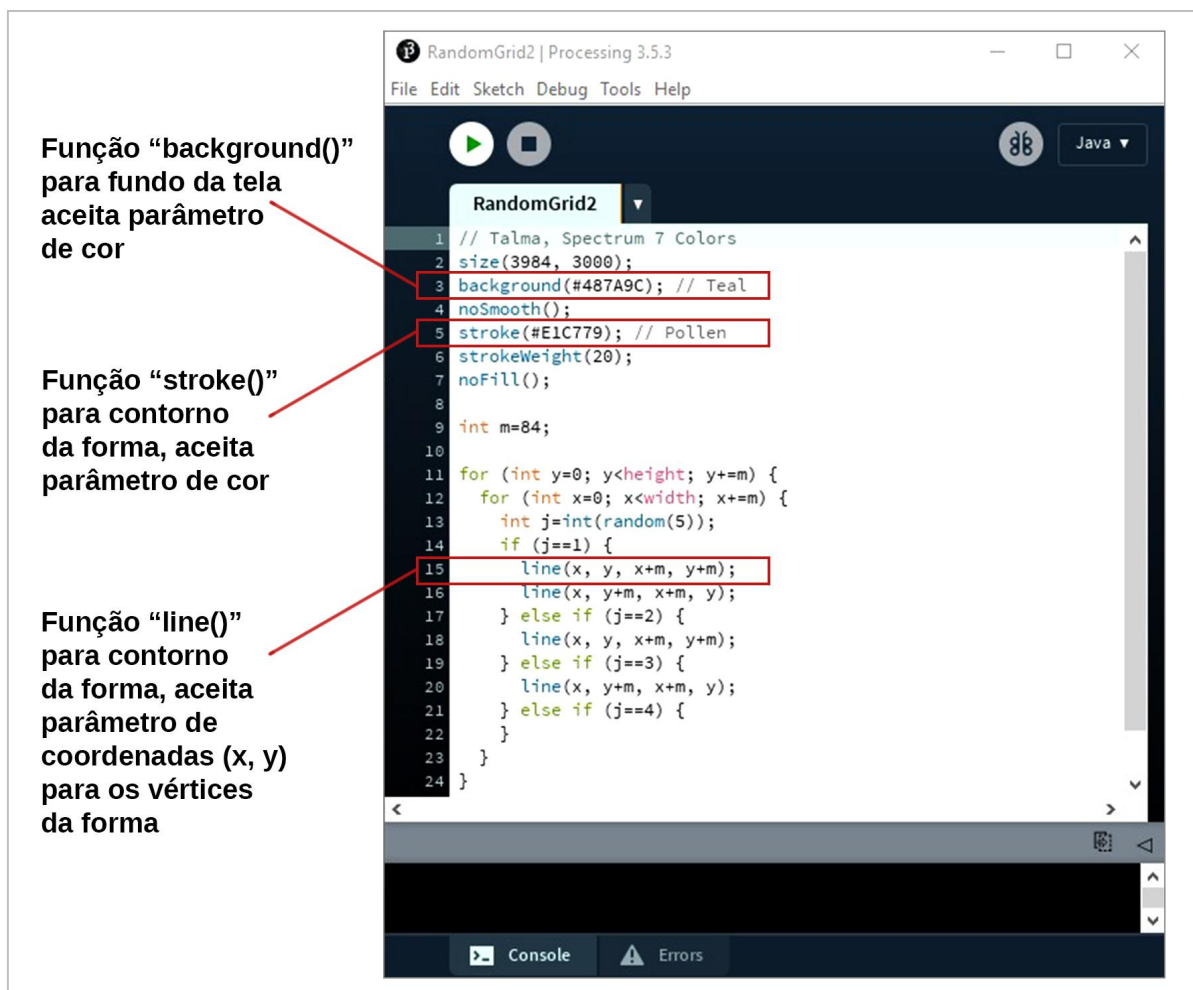 RandomGrid2 | Processing 3.5.3
File Edit Sketch Debug Tools Help
Java ▼
RandomGrid2 ▼
Função “background()”
para fundo da tela
aceita parâmetro
de cor
Função “stroke()”
para contorno
da forma, aceita
parâmetro de cor
Função “line()”
para contorno
da forma, aceita
parâmetro de
coordenadas (x, y)
para os vértices
da forma
1 // Talma, Spectrum 7 Colors
2 size(3984, 3000);
3 background(#487A9C); // Teal
4 noSmooth();
5 stroke(#E1C779); // Pollen
6 strokeWeight(20);
7 noFill();
8
9 int m=84;
10
11 for (int y=0; y<height; y+=m) {
12   for (int x=0; x<width; x+=m) {
13     int j=int(random(5));
14     if (j==1) {
15       line(x, y, x+m, y+m);
16       line(x, y+m, x+m, y);
17     } else if (j==2) {
18       line(x, y, x+m, y+m);
19     } else if (j==3) {
20       line(x, y+m, x+m, y);
21     } else if (j==4) {
22     }
23   }
24 }
Console
Errors